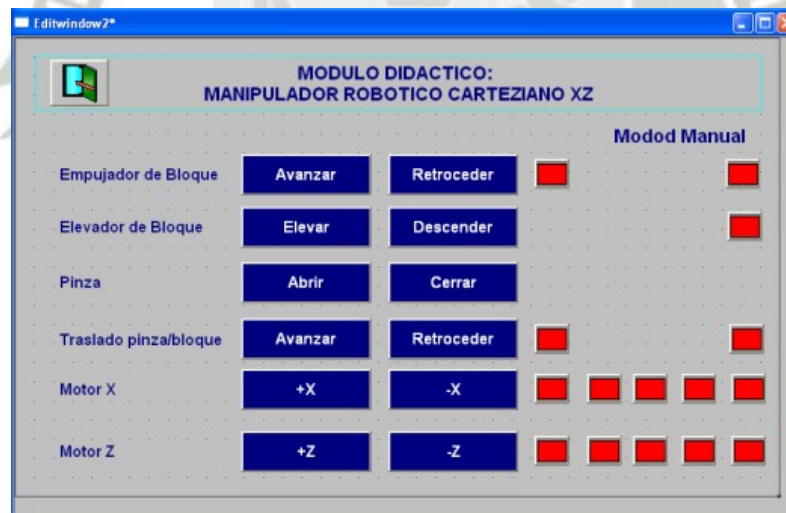 Editwindow2*
MODULO DIDACTICO:
MANIPULADOR ROBOTICO CARTEZIANO XZ
Modod Manual
Empujador de Bloque Avanzar Retroceder
Elevador de Bloque Elevar Descender
Pinza Abrir Cerrar
Traslado pinza/bloque Avanzar Retroceder
Motor X +X -X
Motor Z +Z -Z